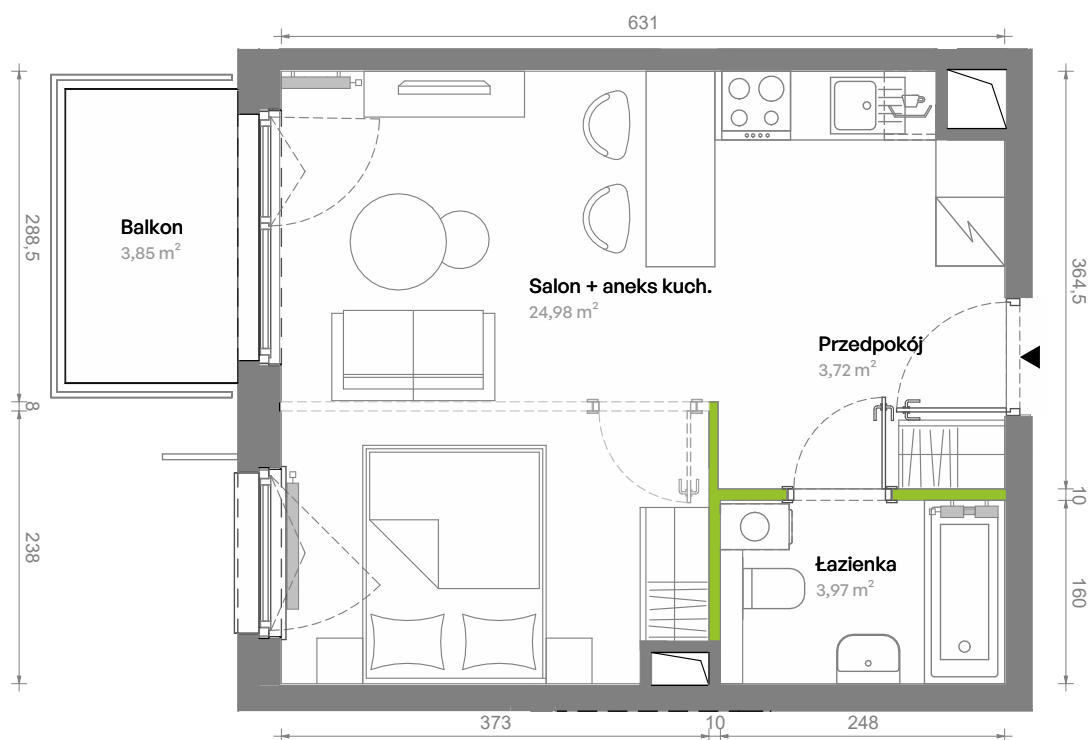 631
Balkon
3,85 m²
288,5
Salon + aneks kuch.
24,98 m²
364,5
Przedpokój
3,72 m²
8
10
238
Łazienka
3,97 m²
160
373
10
248